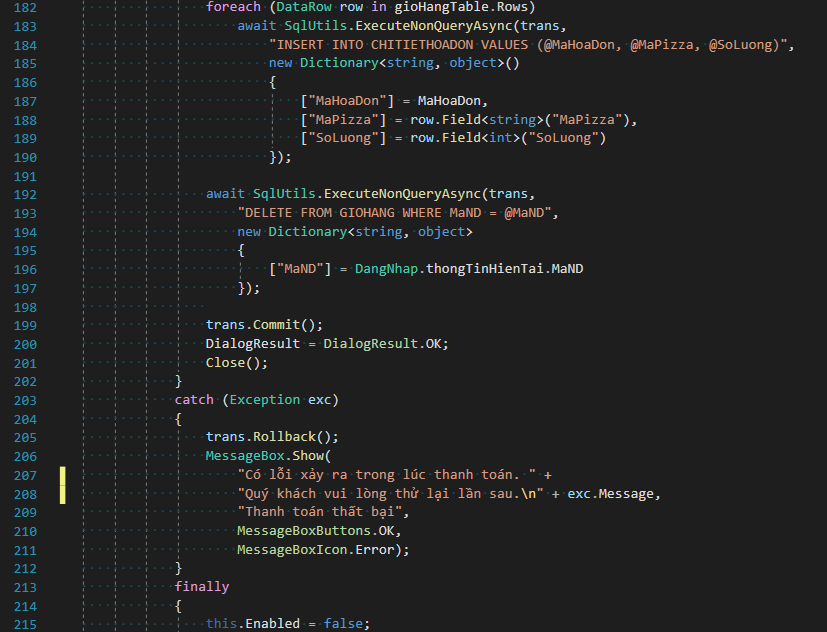 182 foreach (DataRow row in gioHangTable.Rows)
183 await SqlUtils.ExecuteNonQueryAsync(trans,
184 "INSERT INTO CHITIETHOADON VALUES (@MaHoaDon, @MaPizza, @SoLuong)",
185 new Dictionary<string, object>()
186 {
187 ["MaHoaDon"] = MaHoaDon,
188 ["MaPizza"] = row.Field<string>("MaPizza"),
189 ["SoLuong"] = row.Field<int>("SoLuong")
190 });
191
192 await SqlUtils.ExecuteNonQueryAsync(trans,
193 "DELETE FROM GIOHANG WHERE MaND = @MaND",
194 new Dictionary<string, object>
195 {
196 ["MaND"] = DangNhap.thongTinHienTai.MaND
197 });
198
199 trans.Commit();
200 DialogResult = DialogResult.OK;
201 Close();
202 }
203 catch (Exception exc)
204 {
205 trans.Rollback();
206 MessageBox.Show(
207 "Có lỗi xảy ra trong lúc thanh toán. " +
208 "Quý khách vui lòng thử lại lần sau.\n" + exc.Message,
209 "Thanh toán thất bại",
210 MessageBoxButtons.OK,
211 MessageBoxIcon.Error);
212 }
213 finally
214 {
215 this.Enabled = false;